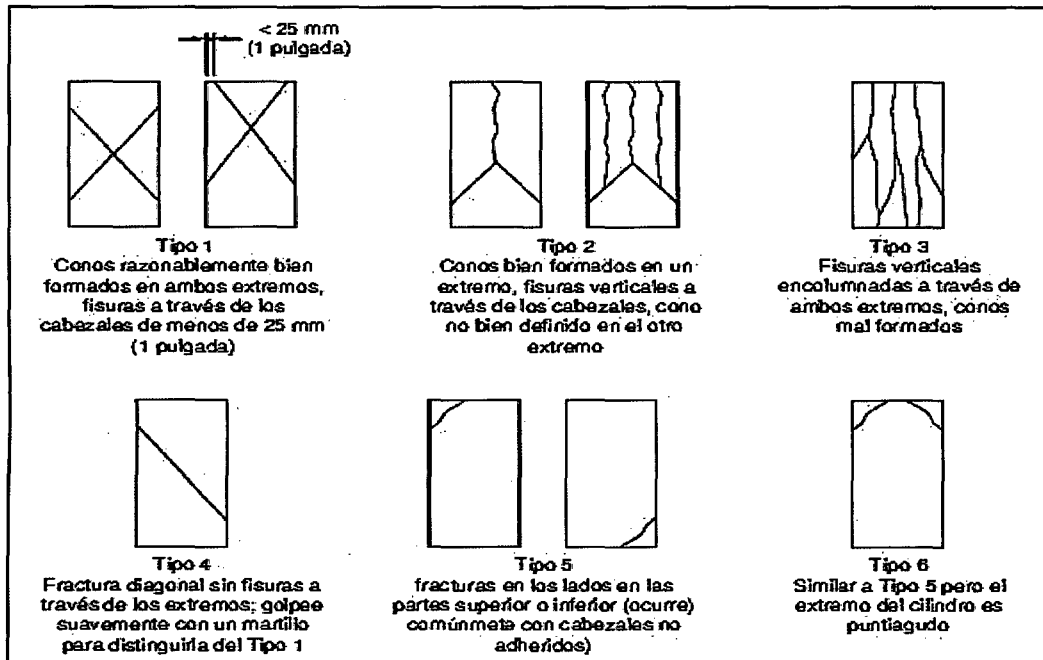 < 25 mm
(1 pulgada)
Tipo 1
Conos razonablemente bien
formados en ambos extremos,
fisuras a través de los
cabezales de menos de 25 mm
(1 pulgada)
Tipo 2
Conos bien formados en un
extremo, fisuras verticales a
través de los cabezales, cono
no bien definido en el otro
extremo
Tipo 3
Fisuras verticales
encolumnadas a través de
ambos extremos, conos
mal formados
Tipo 4
Fractura diagonal sin fisuras a
través de los extremos; golpee
suavemente con un martillo
para distinguirla del Tipo 1
Tipo 5
fracturas en los lados en las
partes superior o inferior (ocurre)
comúnmete con cabezales no
adheridos)
Tipo 6
Similar a Tipo 5 pero el
extremo del cilindro es
puntiagudo